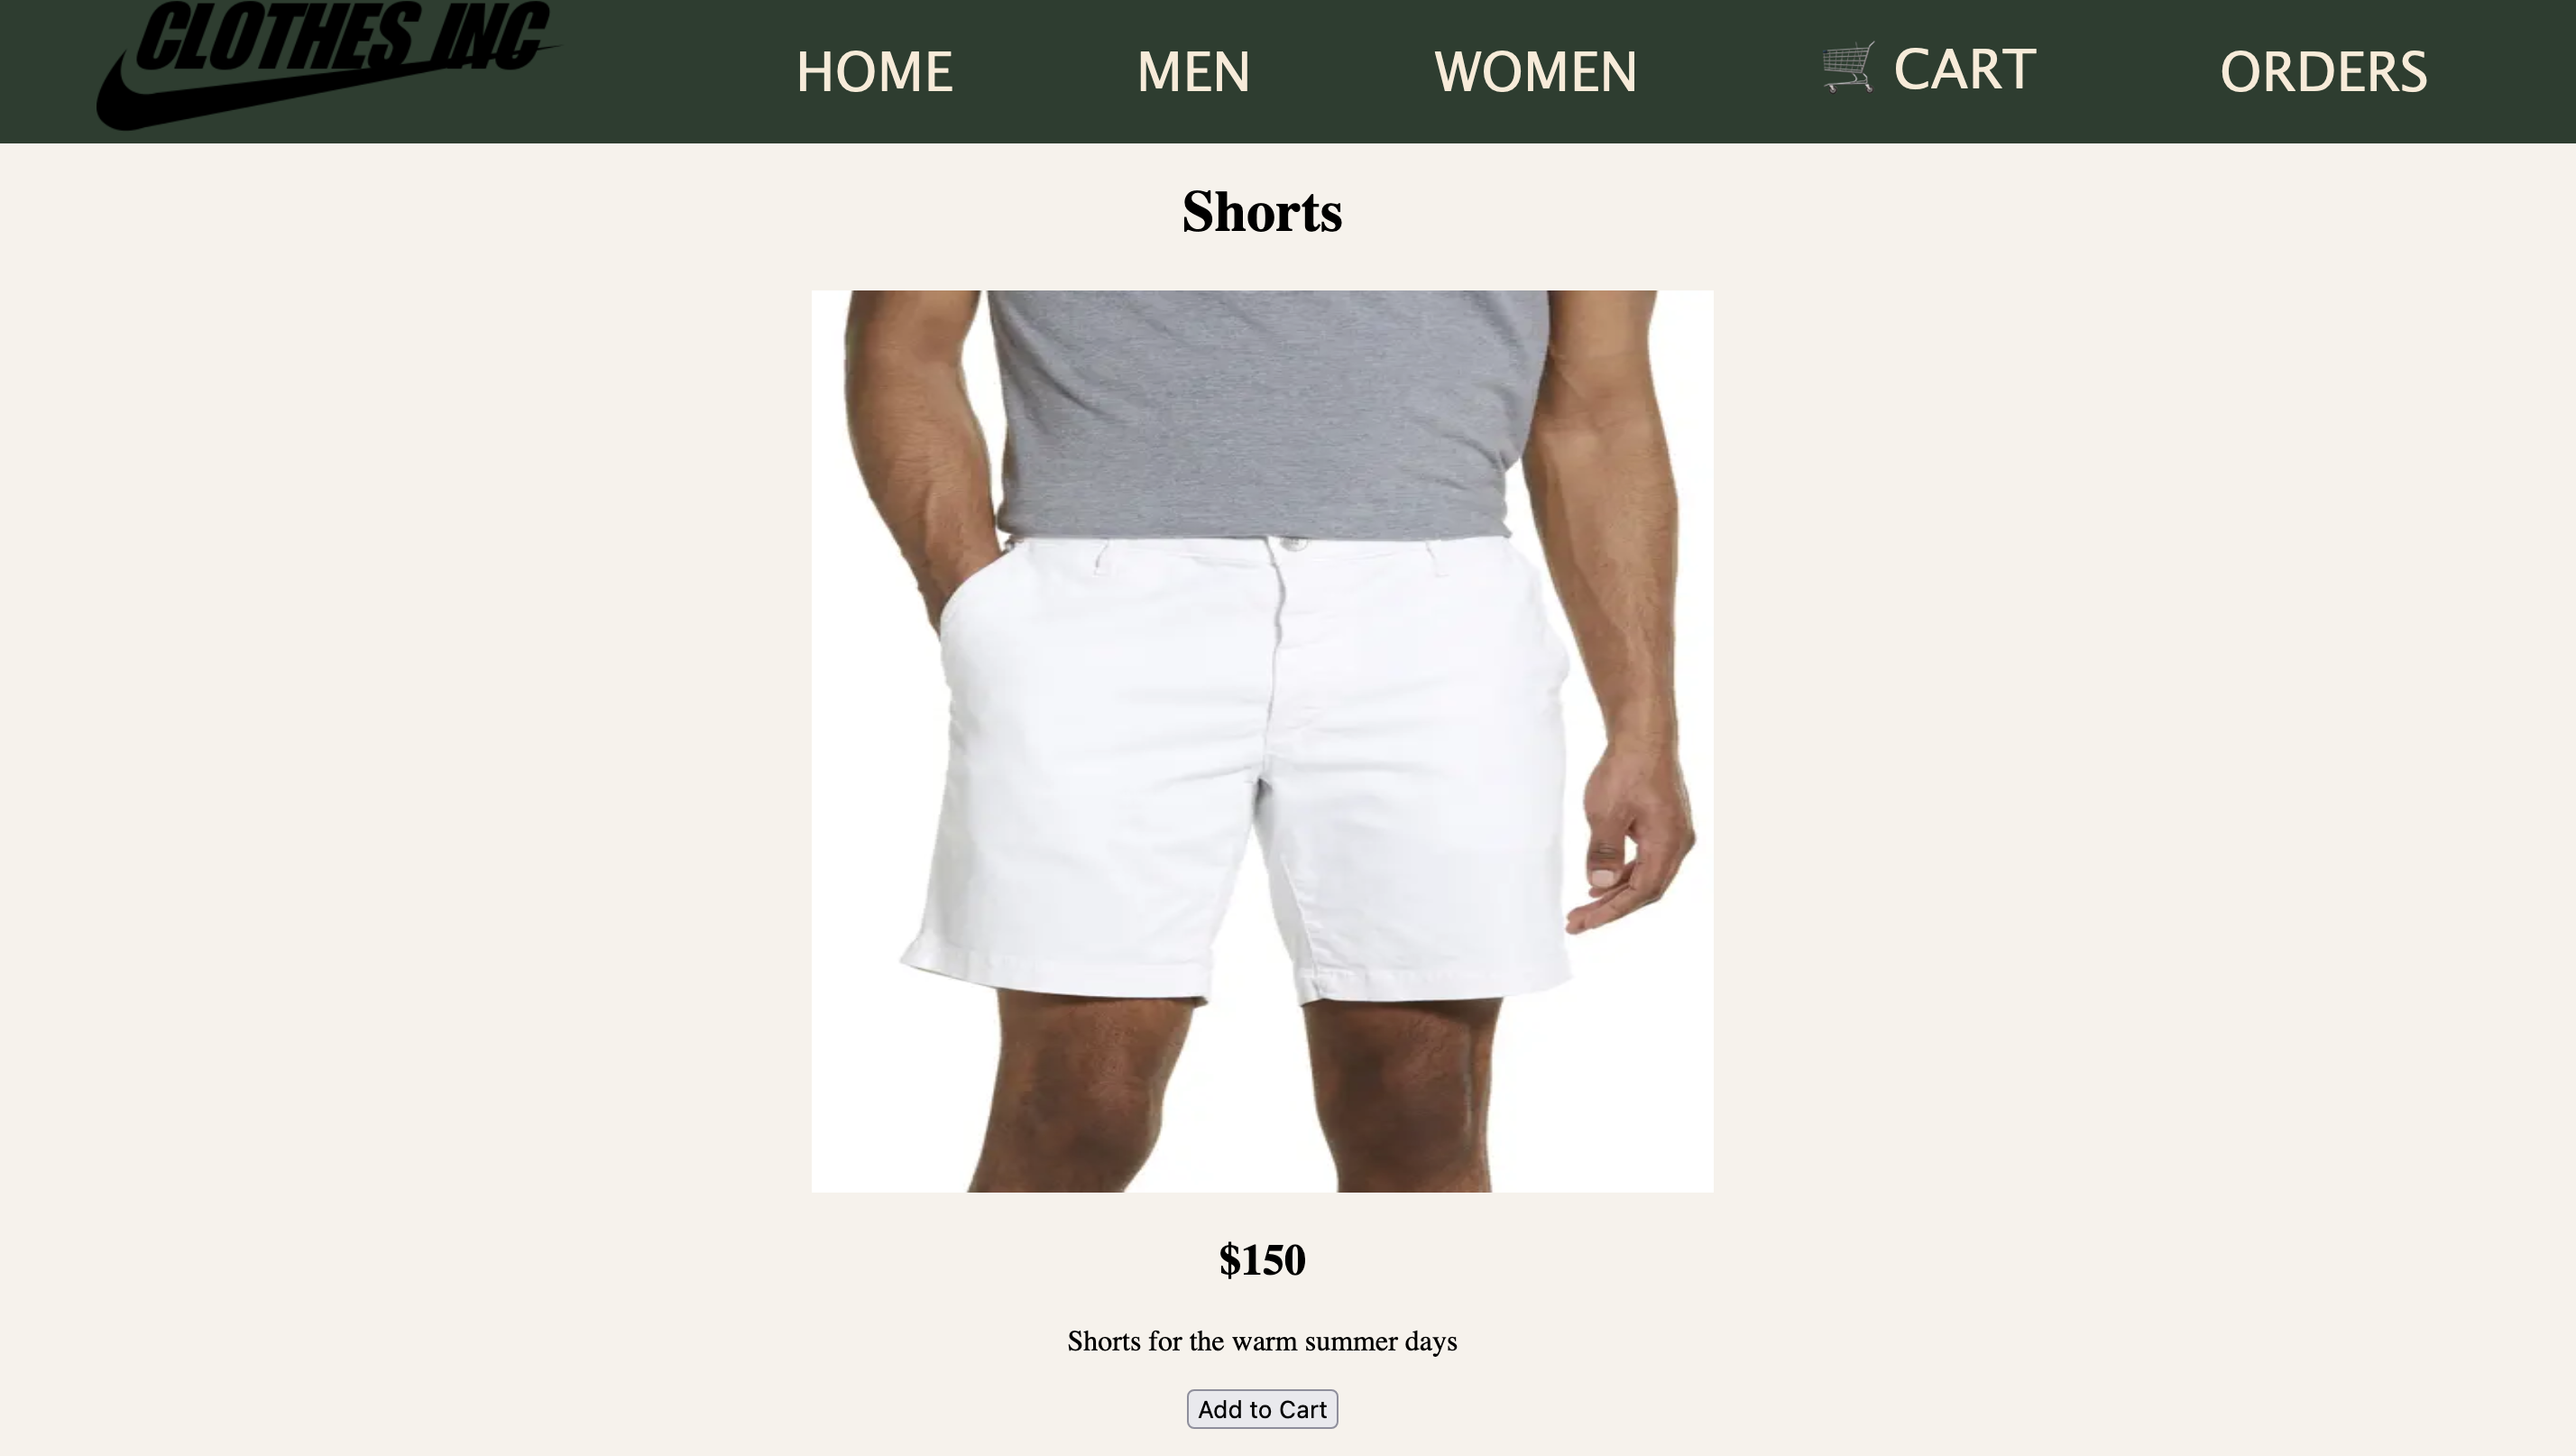 CLOTHES INC
HOME
MEN
WOMEN
CART
ORDERS
Shorts
$150
Shorts for the warm summer days
Add to Cart